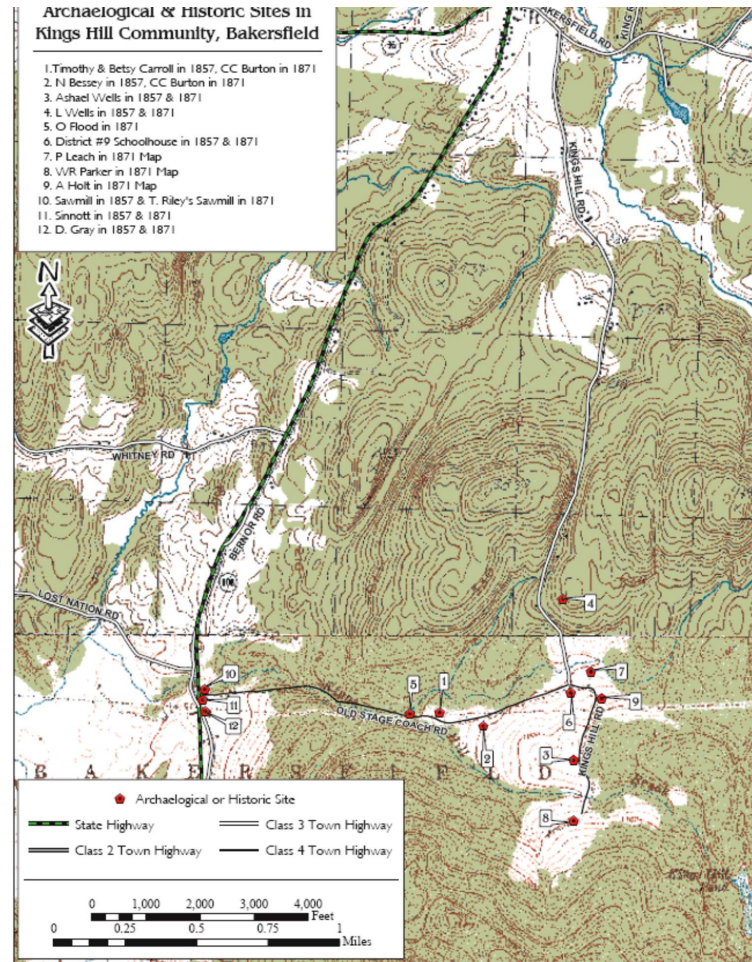 Archaelogical & Historic Sites in
Kings Hill Community, Bakersfield
1.Timothy & Betsy Carroll in 1857, CC Burton in 1871
2. N Bessey in 1857, CC Burton in 1871
3. Ashael Wells in 1857 & 1871
4. L Wells in 1857 & 1871
5. O Flood in 1871
6. District #9 Schoolhouse in 1857 & 1871
7. P Leach in 1871 Map
8. WR Parker in 1871 Map
9. A Holt in 1871 Map
10. Sawmill in 1857 & T. Riley's Sawmill in 1871
11. Sinnott in 1857 & 1871
12. D. Gray in 1857 & 1871
N
KINGS HILL RD
WHITNEY RD
BERNOR RD
108
LOST NATION RD
4
10
11
12
5
1
OLD STAGE COACH RD
2
6
7
9
KINGS HILL RD
3
8
B A K E R S F I E L D
Brook
Archaelogical or Historic Site
State Highway
Class 3 Town Highway
Class 2 Town Highway
Class 4 Town Highway
0 1,000 2,000 3,000 4,000
Feet
0 0.25 0.5 0.75 1
Miles